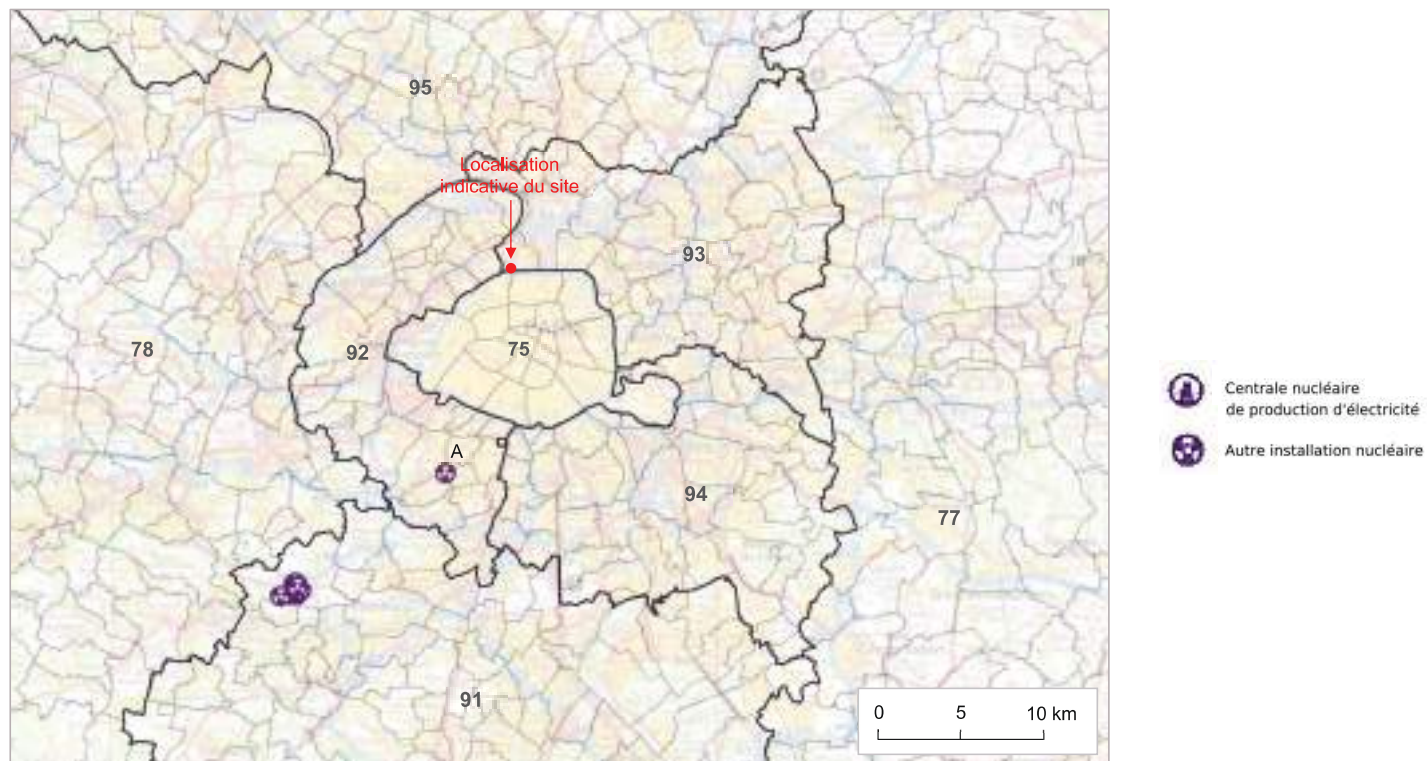 95
Localisation
indicative du site
93
78
92
75
A
94
77
91
0 5 10 km
Centrale nucléaire
de production d'électricité
Autre installation nucléaire